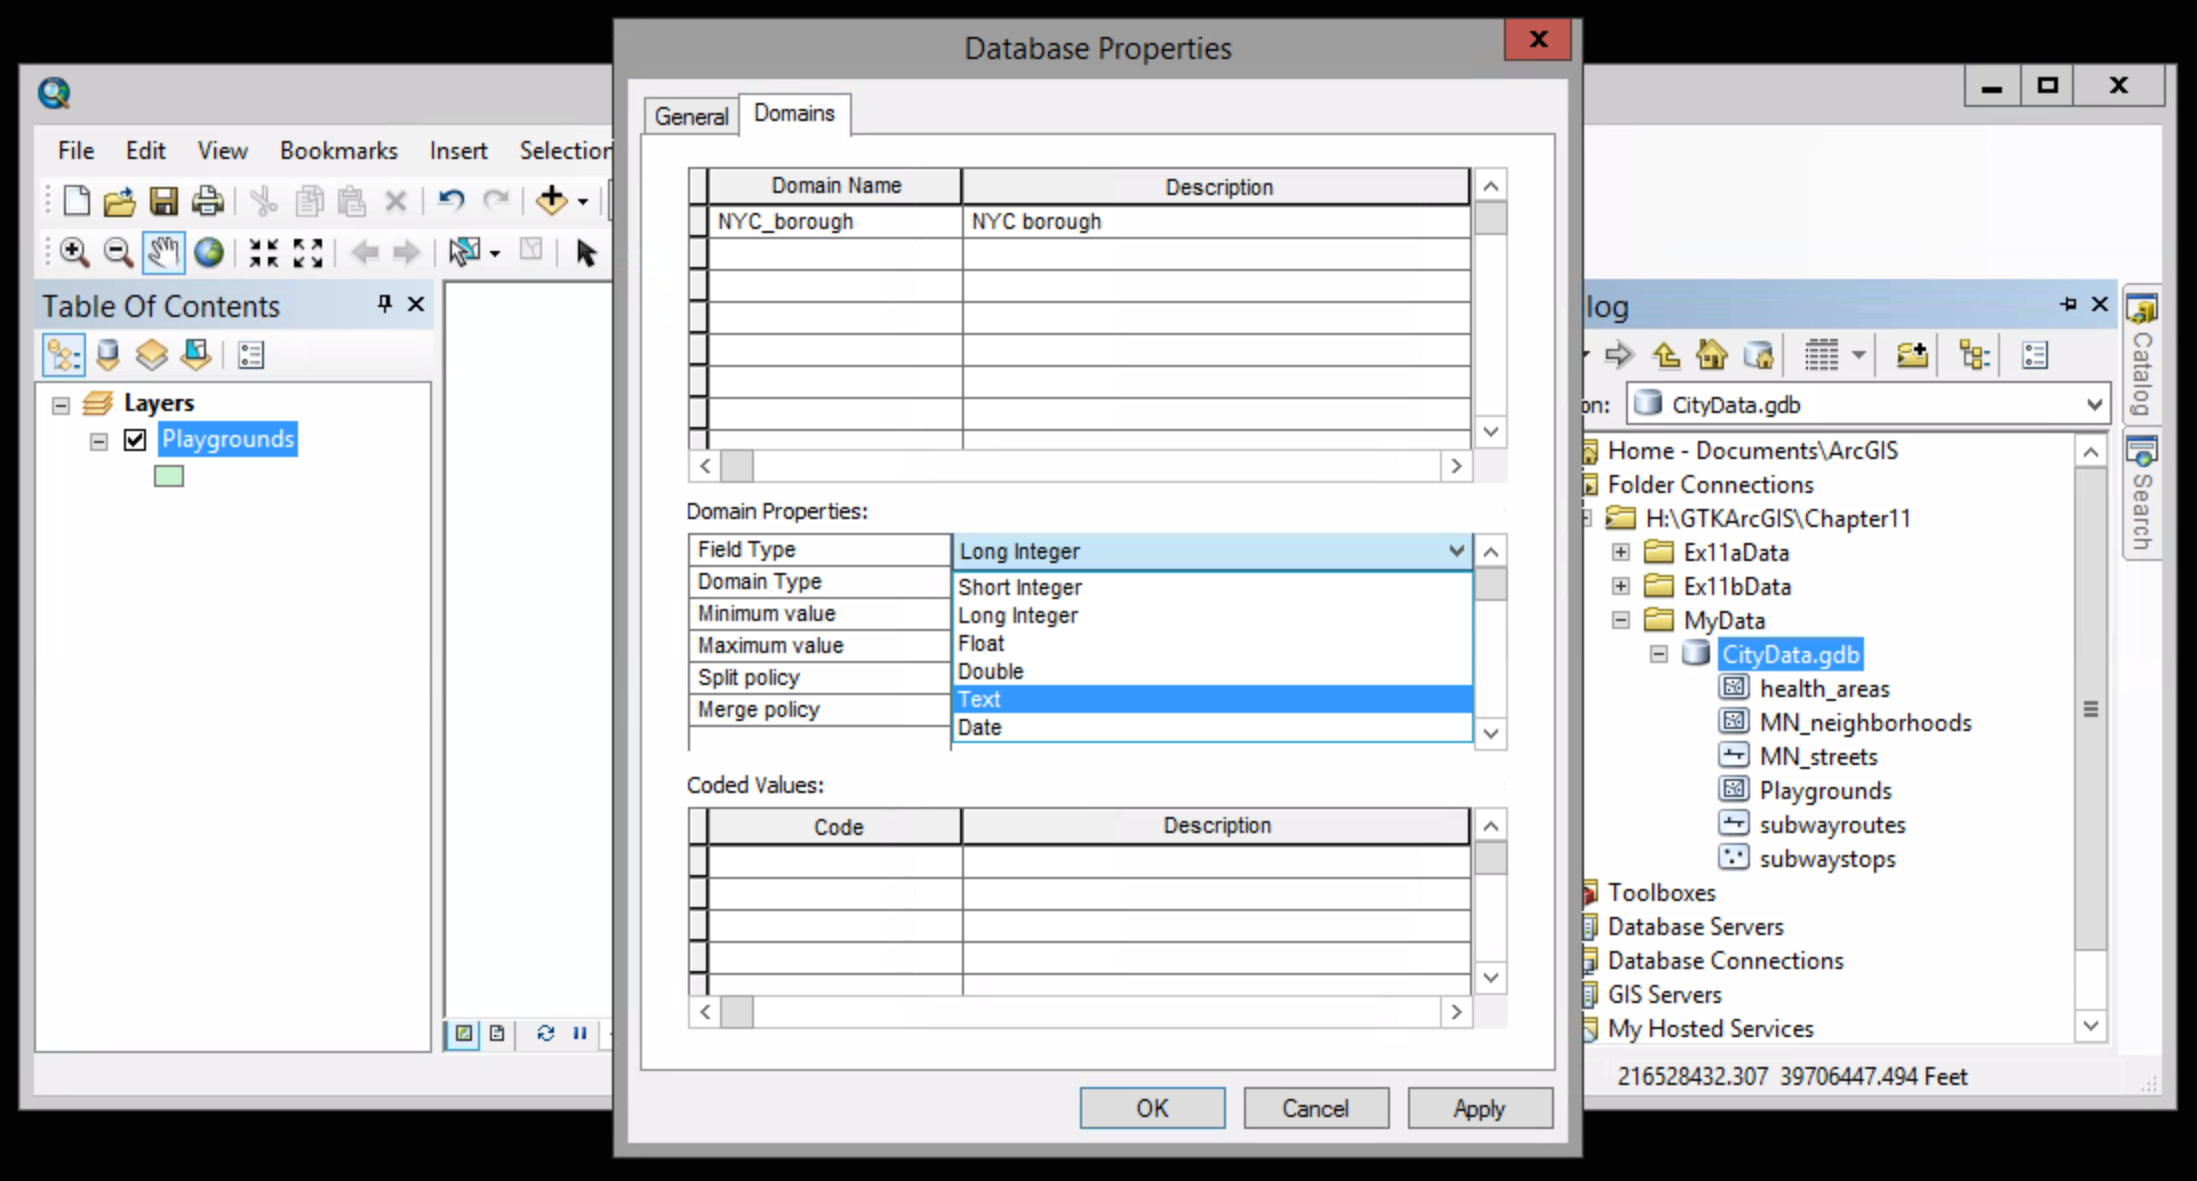 Database Properties
File Edit View Bookmarks Insert Selection
Table Of Contents
Layers
Playgrounds
General Domains
Domain Name Description
NYC_borough NYC borough
Domain Properties:
Field Type Long Integer
Domain Type
Minimum value
Maximum value
Split policy
Merge policy
Short Integer
Long Integer
Float
Double
Text
Date
Coded Values:
Code Description
OK Cancel Apply
log
on: CityData.gdb
Home - Documents\ArcGIS
Folder Connections
H:\GTKArcGIS\Chapter11
Ex11aData
Ex11bData
MyData
CityData.gdb
health_areas
MN_neighborhoods
MN_streets
Playgrounds
subwayroutes
subwaystops
Toolboxes
Database Servers
Database Connections
GIS Servers
My Hosted Services
216528432.307 39706447.494 Feet
Catalog
Search